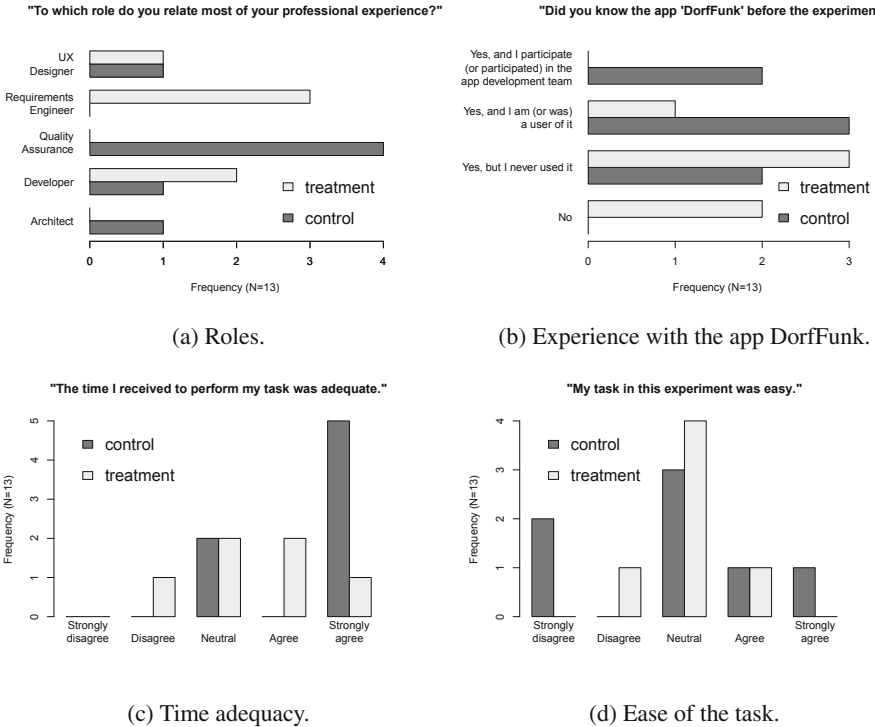 "To which role do you relate most of your professional experience?"
UX
Designer
Requirements
Engineer
Quality
Assurance
Developer
Architect
treatment
control
0 1 2 3 4
Frequency (N=13)
(a) Roles.
"Did you know the app 'DorfFunk' before the experimen
Yes, and I participate
(or participated) in the
app development team
Yes, and I am (or was)
a user of it
Yes, but I never used it
No
treatment
control
0 1 2 3
Frequency (N=13)
(b) Experience with the app DorfFunk.
"The time I received to perform my task was adequate."
control
treatment
Frequency (N=13)
5
4
3
2
1
0
Strongly
disagree
Disagree
Neutral
Agree
Strongly
agree
(c) Time adequacy.
"My task in this experiment was easy."
control
treatment
Frequency (N=13)
4
3
2
1
0
Strongly
disagree
Disagree
Neutral
Agree
Strongly
agree
(d) Ease of the task.